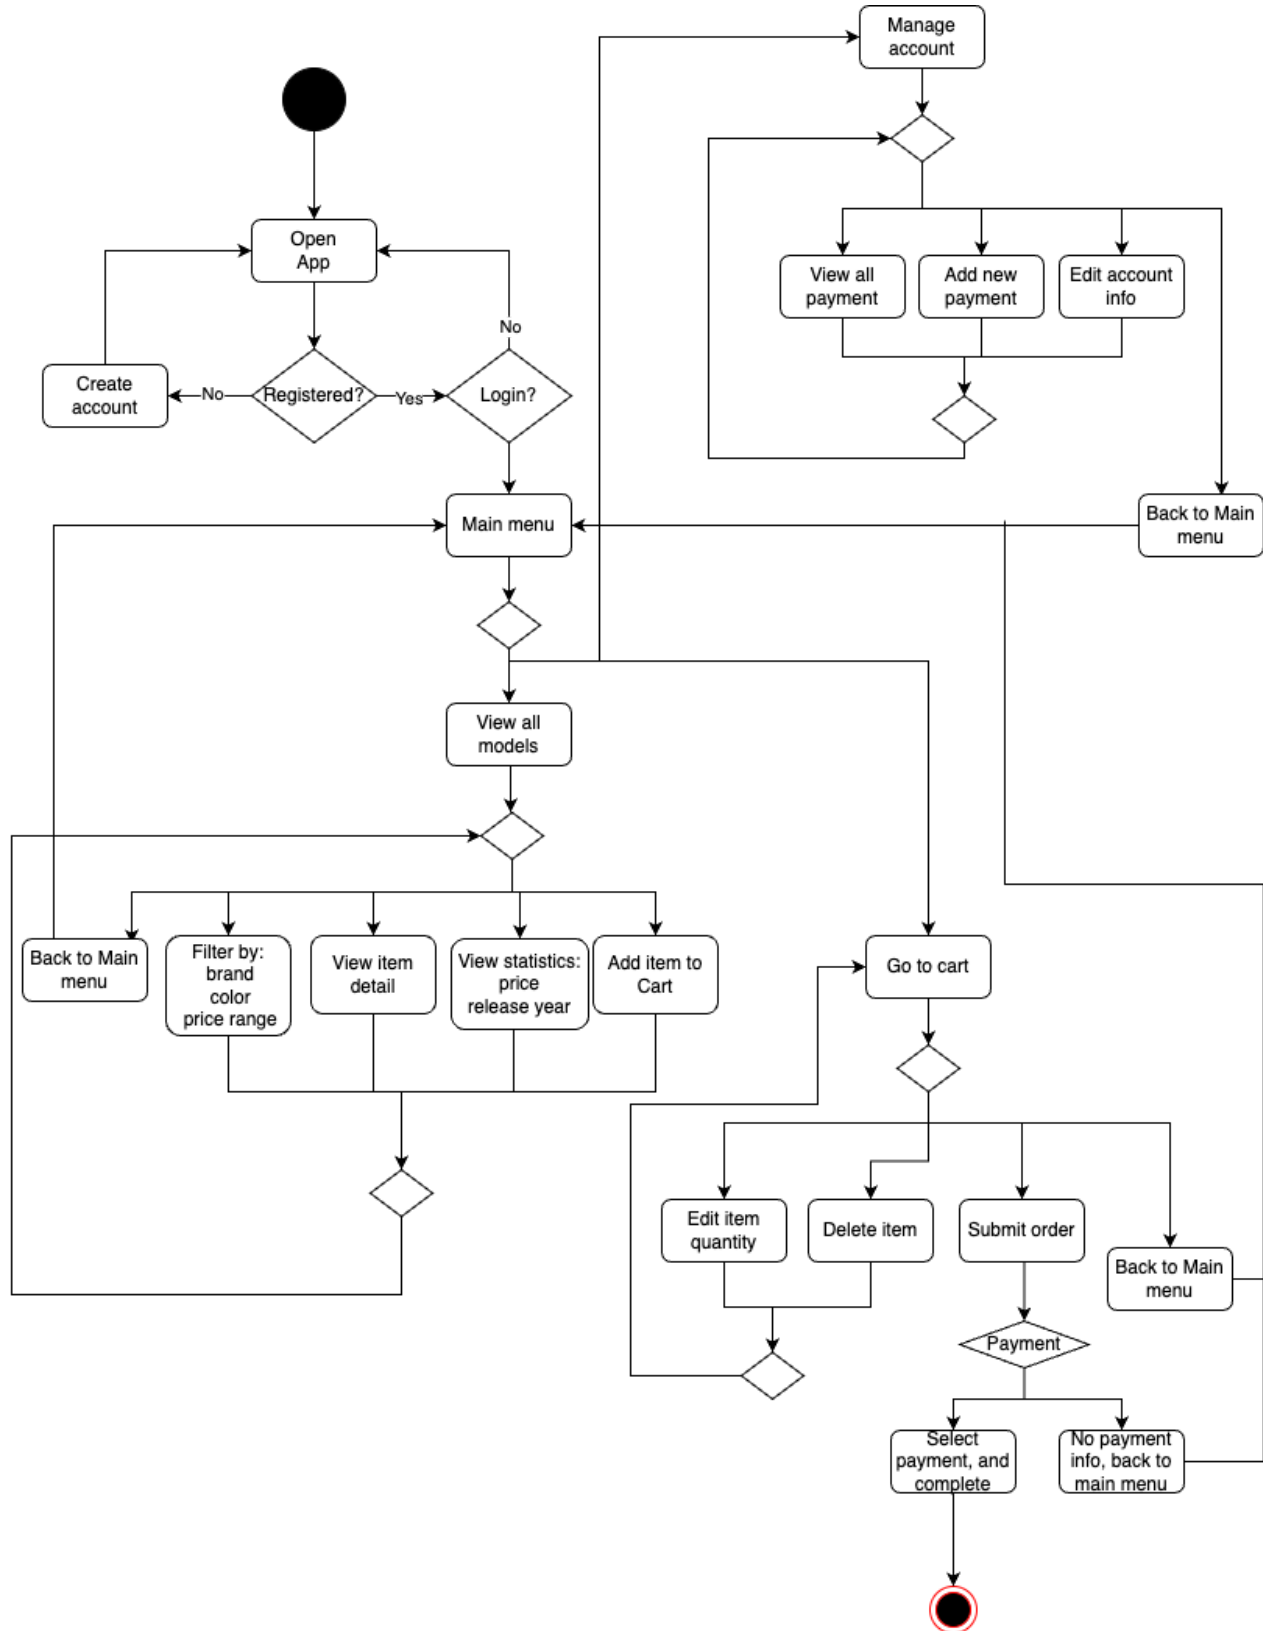 Manage
account
Open
App
View all
payment
Add new
payment
Edit account
info
No
Create
account
No
Registered?
Yes
Login?
Main menu
Back to Main
menu
View all
models
Back to Main
menu
Filter by:
brand
color
price range
View item
detail
View statistics:
price
release year
Add item to
Cart
Go to cart
Edit item
quantity
Delete item
Submit order
Back to Main
menu
Payment
Select
payment, and
complete
No payment
info, back to
main menu